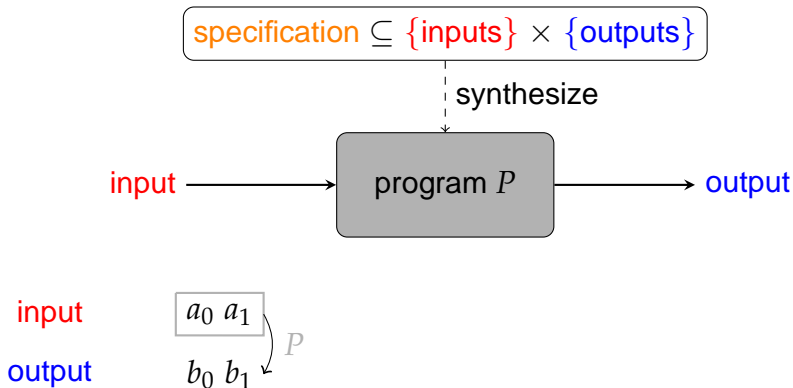 specification ⊆ {inputs} × {outputs}
synthesize
input program P output
input a₀ a₁
P
output b₀ b₁